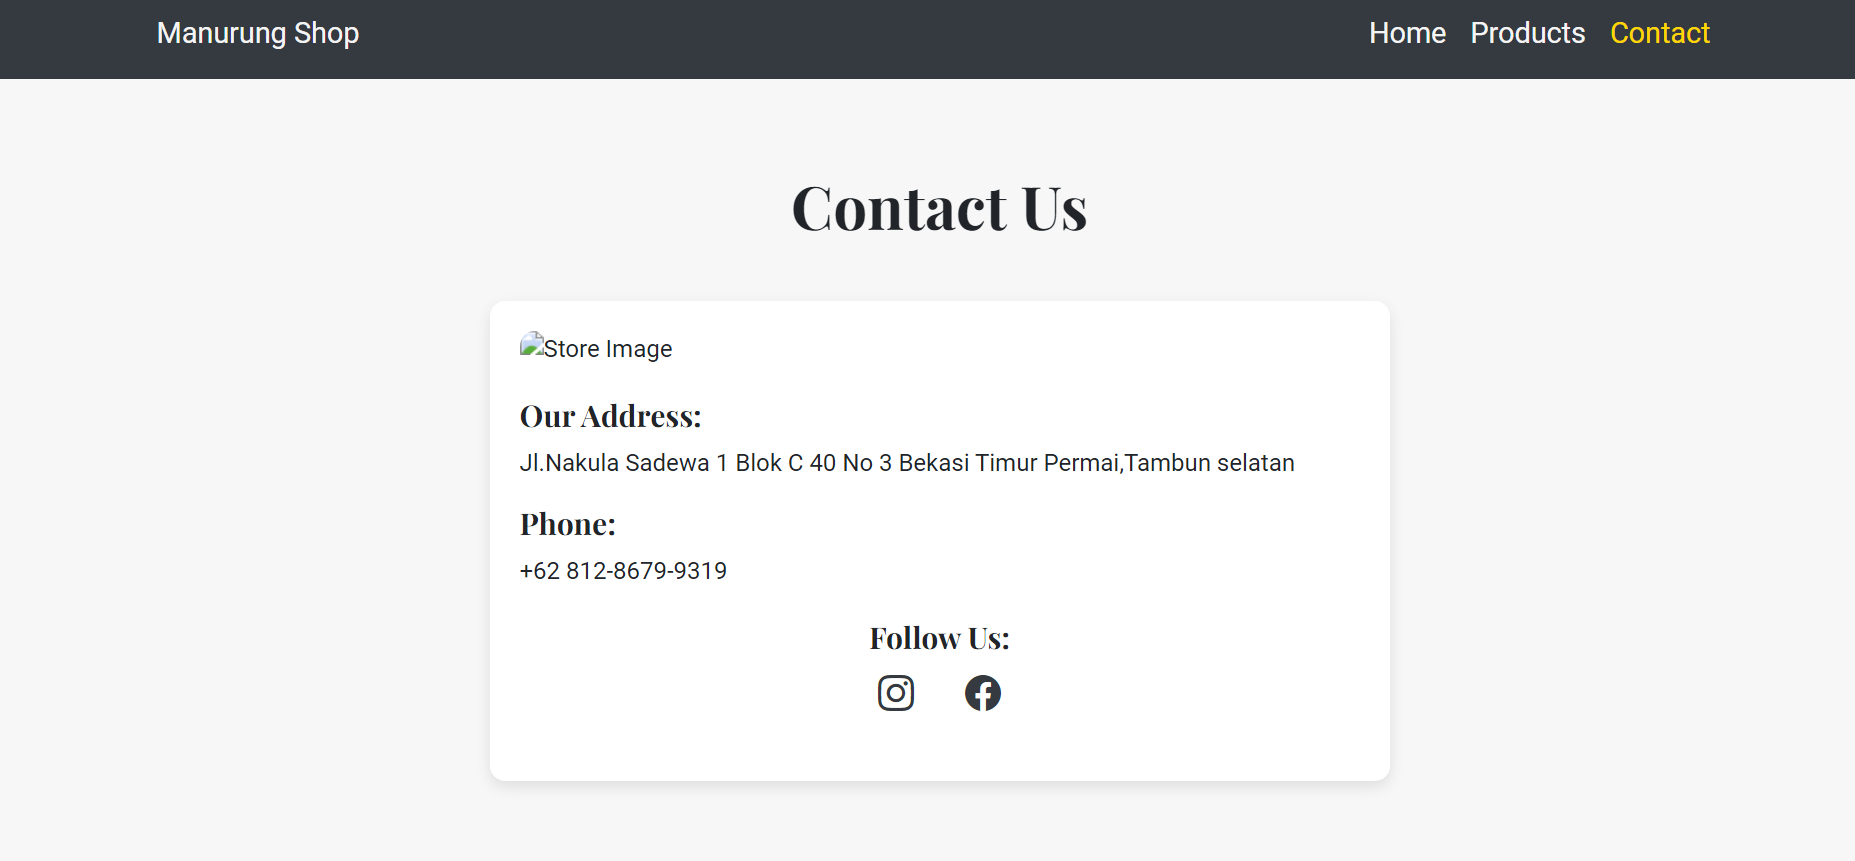 Manurung Shop
Home Products Contact
Contact Us
Store Image
Our Address:
Jl.Nakula Sadewa 1 Blok C 40 No 3 Bekasi Timur Permai,Tambun selatan
Phone:
+62 812-8679-9319
Follow Us: